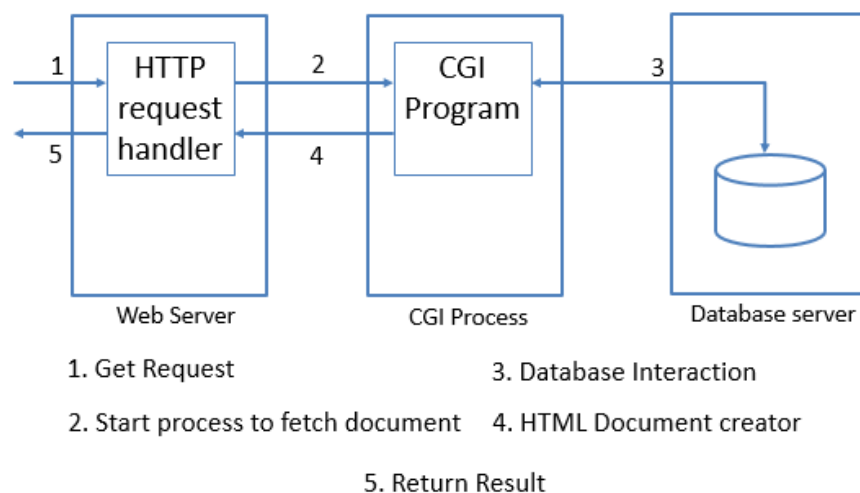 1
HTTP
request
handler
5
2
4
CGI
Program
3
Web Server
CGI Process
Database server
1. Get Request
3. Database Interaction
2. Start process to fetch document
4. HTML Document creator
5. Return Result